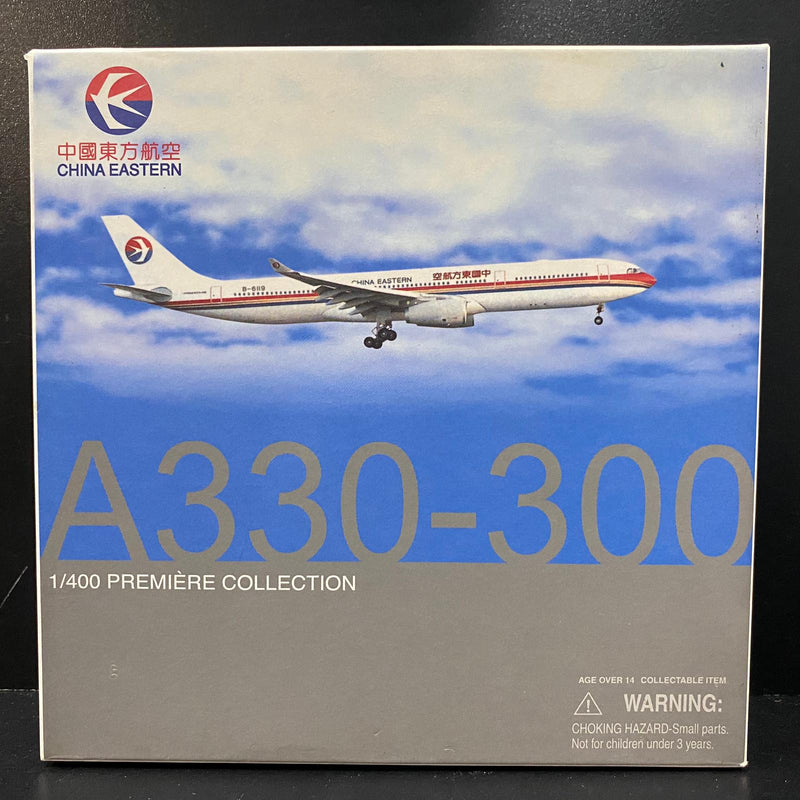 中國東方航空
CHINA EASTERN
CHINA EASTERN 空航方東國中
B-6119
A330-300
1/400 PREMIÈRE COLLECTION
AGE OVER 14 COLLECTABLE ITEM
WARNING:
CHOKING HAZARD-Small parts.
Not for children under 3 years.